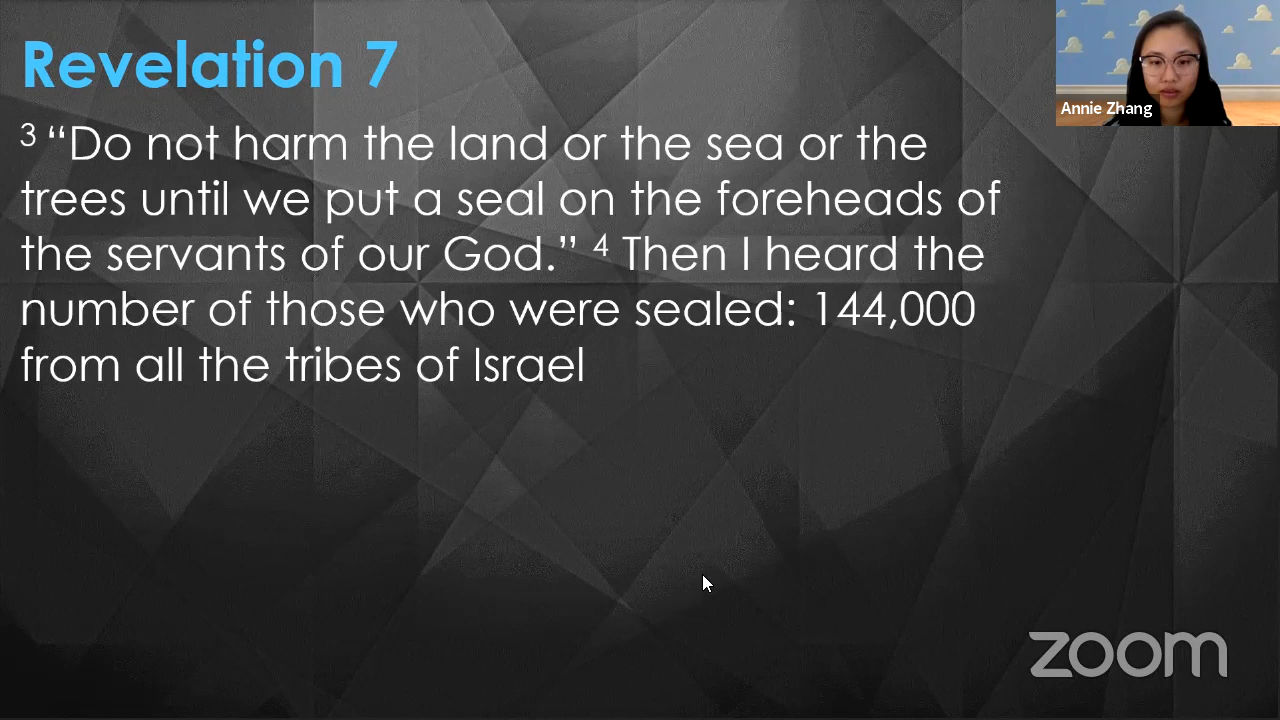 Revelation 7
Annie Zhang
3 “Do not harm the land or the sea or the
trees until we put a seal on the foreheads of
the servants of our God.” 4 Then I heard the
number of those who were sealed: 144,000
from all the tribes of Israel
zoom